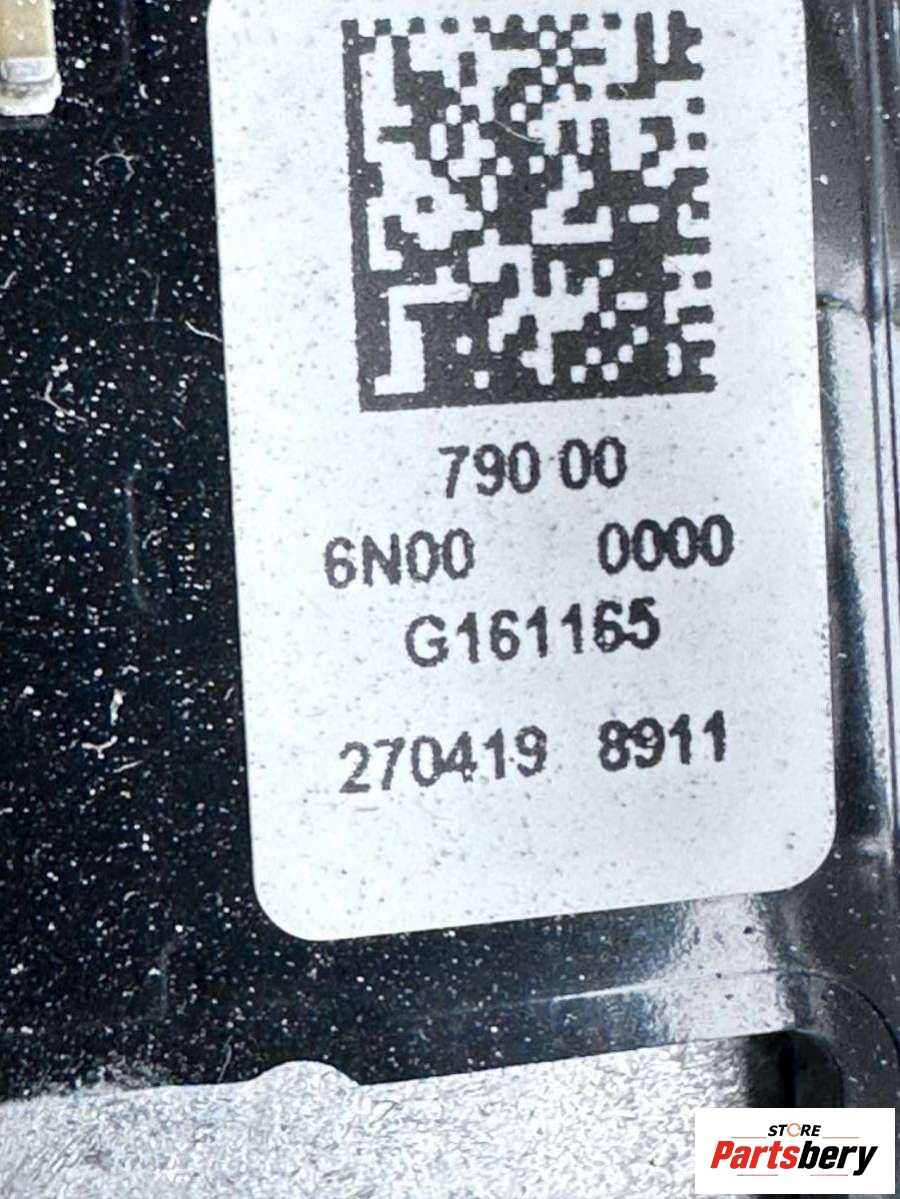 790 00
6N00 0000
G161165
270419 8911
STORE
Partsbery